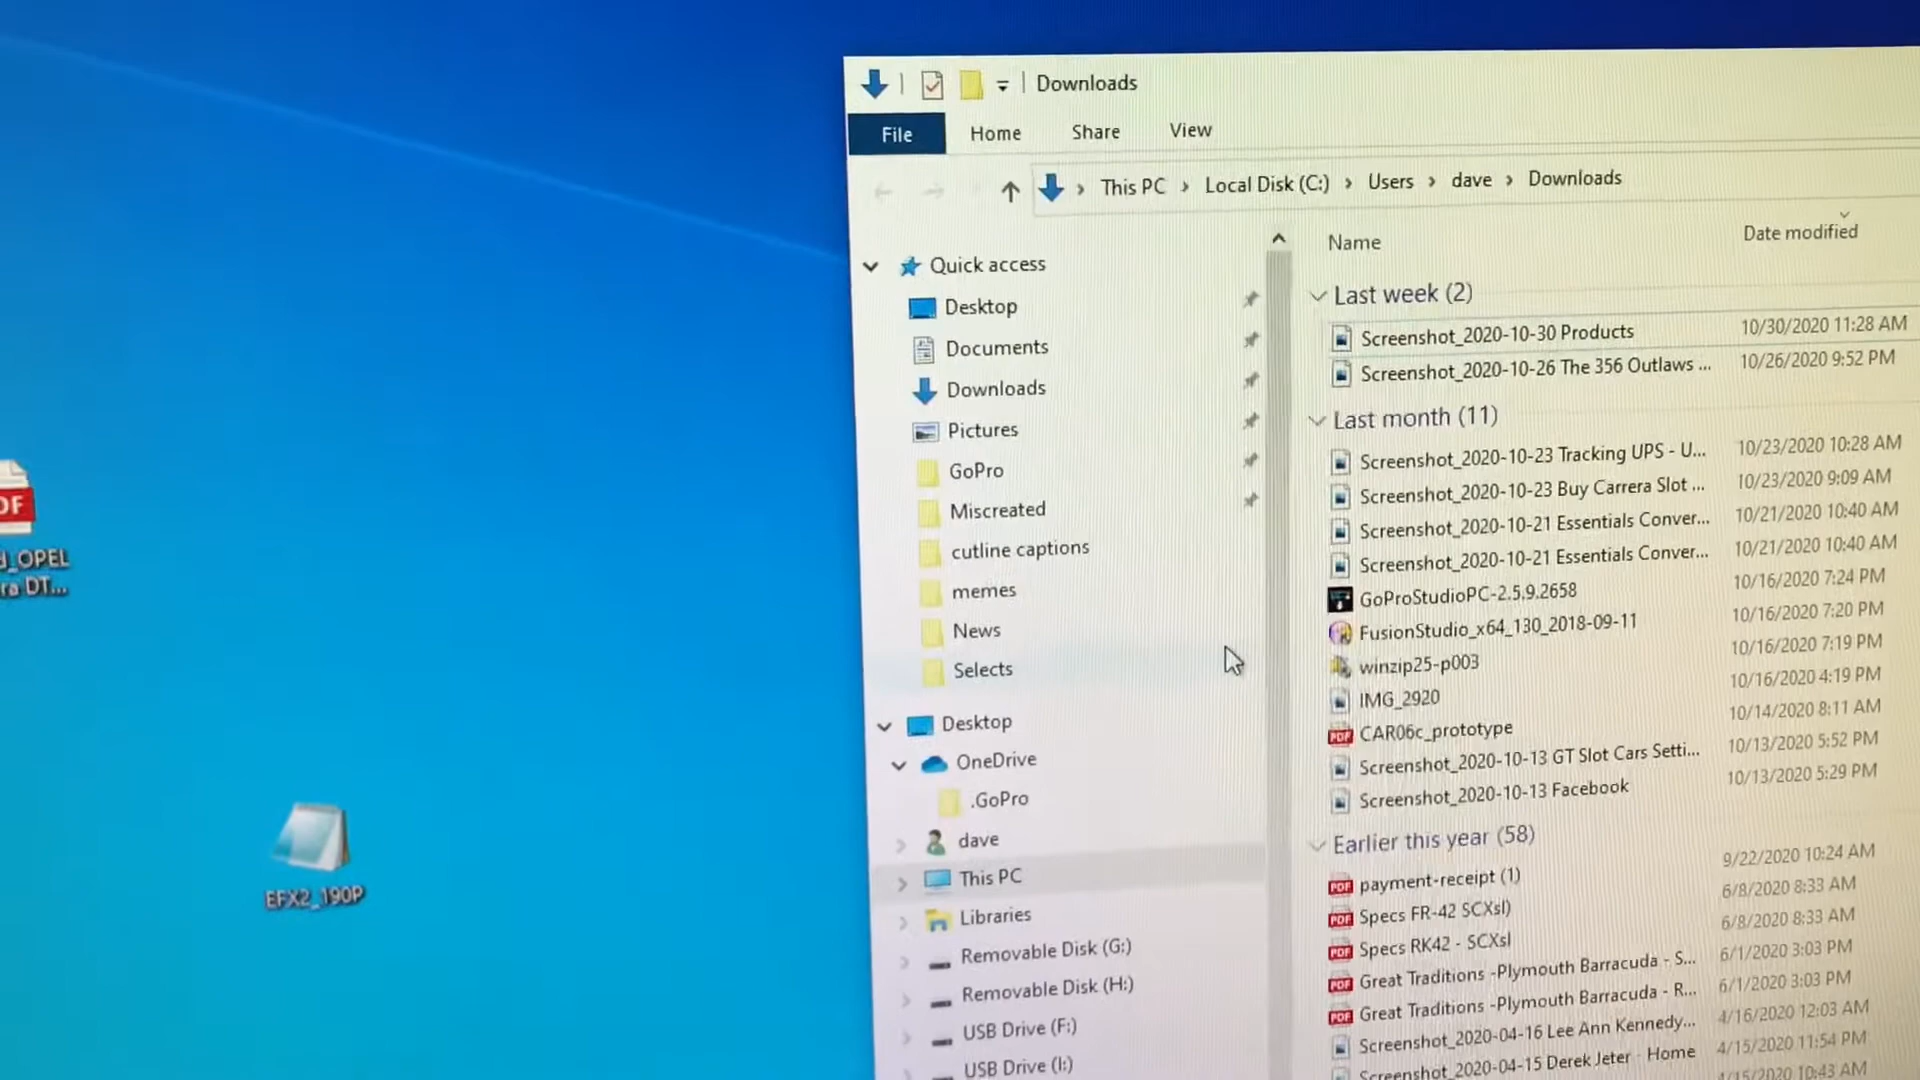 Downloads
File Home Share View
This PC › Local Disk (C:) › Users › dave › Downloads
Quick access
Desktop
Documents
Downloads
Pictures
GoPro
Miscreated
cutline captions
memes
News
Selects
Desktop
OneDrive
.GoPro
dave
This PC
Libraries
Removable Disk (G:)
Removable Disk (H:)
USB Drive (F:)
USB Drive (I:)
Name Date modified
Last week (2)
Screenshot_2020-10-30 Products 10/30/2020 11:28 AM
Screenshot_2020-10-26 The 356 Outlaws ... 10/26/2020 9:52 PM
Last month (11)
Screenshot_2020-10-23 Tracking UPS - U... 10/23/2020 10:28 AM
Screenshot_2020-10-23 Buy Carrera Slot ... 10/23/2020 9:09 AM
Screenshot_2020-10-21 Essentials Conver... 10/21/2020 10:40 AM
Screenshot_2020-10-21 Essentials Conver... 10/21/2020 10:40 AM
GoProStudioPC-2.5.9.2658 10/16/2020 7:24 PM
FusionStudio_x64_130_2018-09-11 10/16/2020 7:20 PM
winzip25-p003 10/16/2020 7:19 PM
IMG_2920 10/16/2020 4:19 PM
CAR06c_prototype 10/14/2020 8:11 AM
Screenshot_2020-10-13 GT Slot Cars Setti... 10/13/2020 5:52 PM
Screenshot_2020-10-13 Facebook 10/13/2020 5:29 PM
Earlier this year (58)
payment-receipt (1) 9/22/2020 10:24 AM
Specs FR-42 SCXsl) 6/8/2020 8:33 AM
Specs RK42 - SCXsl 6/8/2020 8:33 AM
Great Traditions -Plymouth Barracuda - S... 6/1/2020 3:03 PM
Great Traditions -Plymouth Barracuda - R... 6/1/2020 3:03 PM
Screenshot_2020-04-16 Lee Ann Kennedy... 4/16/2020 12:03 AM
Screenshot_2020-04-15 Derek Jeter - Home 4/15/2020 11:54 PM
4/15/2020 10:43 AM
DF
_OPEL
ra DT...
EFX2_190P